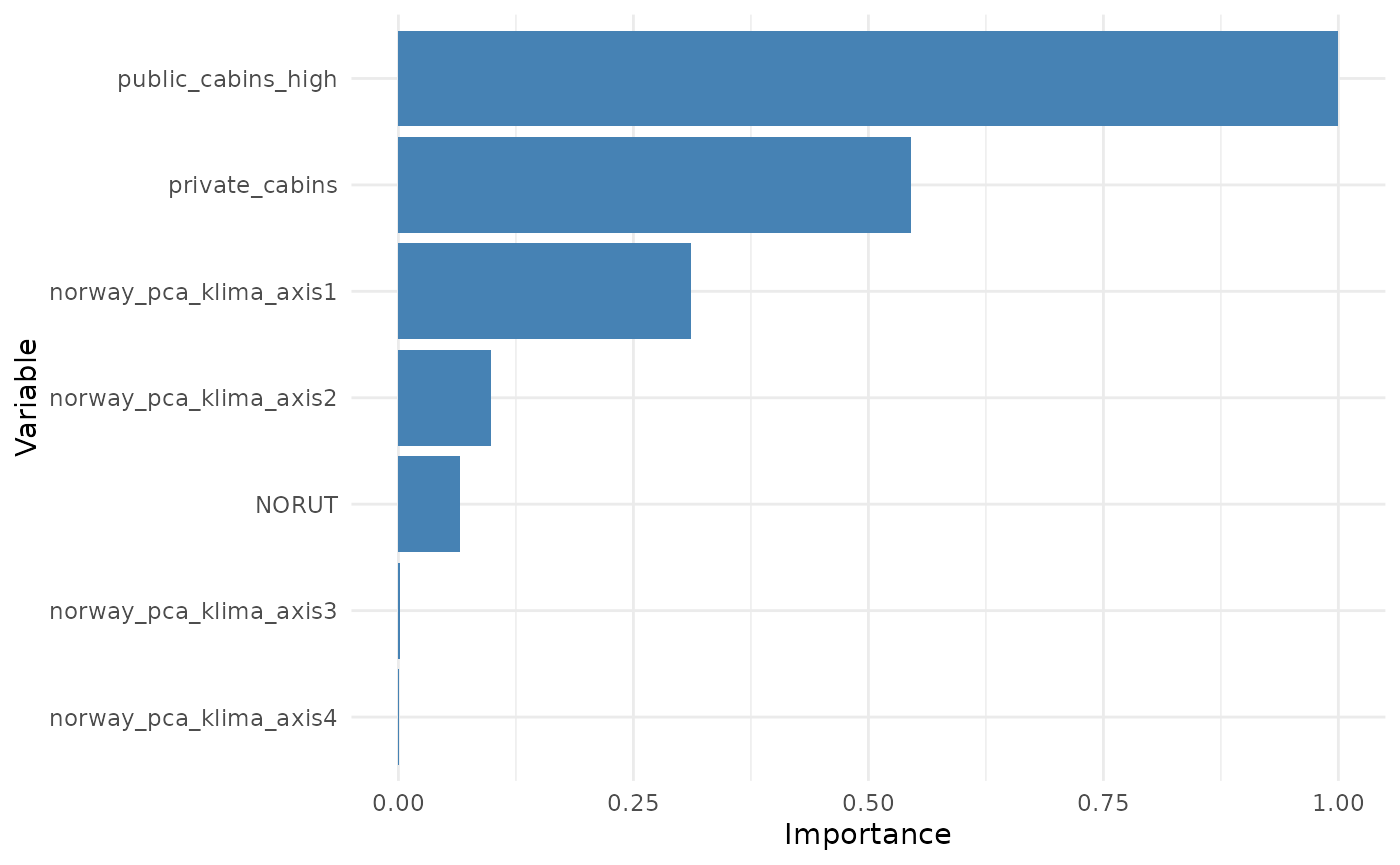 public_cabins_high
private_cabins
norway_pca_klima_axis1
norway_pca_klima_axis2
NORUT
norway_pca_klima_axis3
norway_pca_klima_axis4
Variable
0.00 0.25 0.50 0.75 1.00
Importance